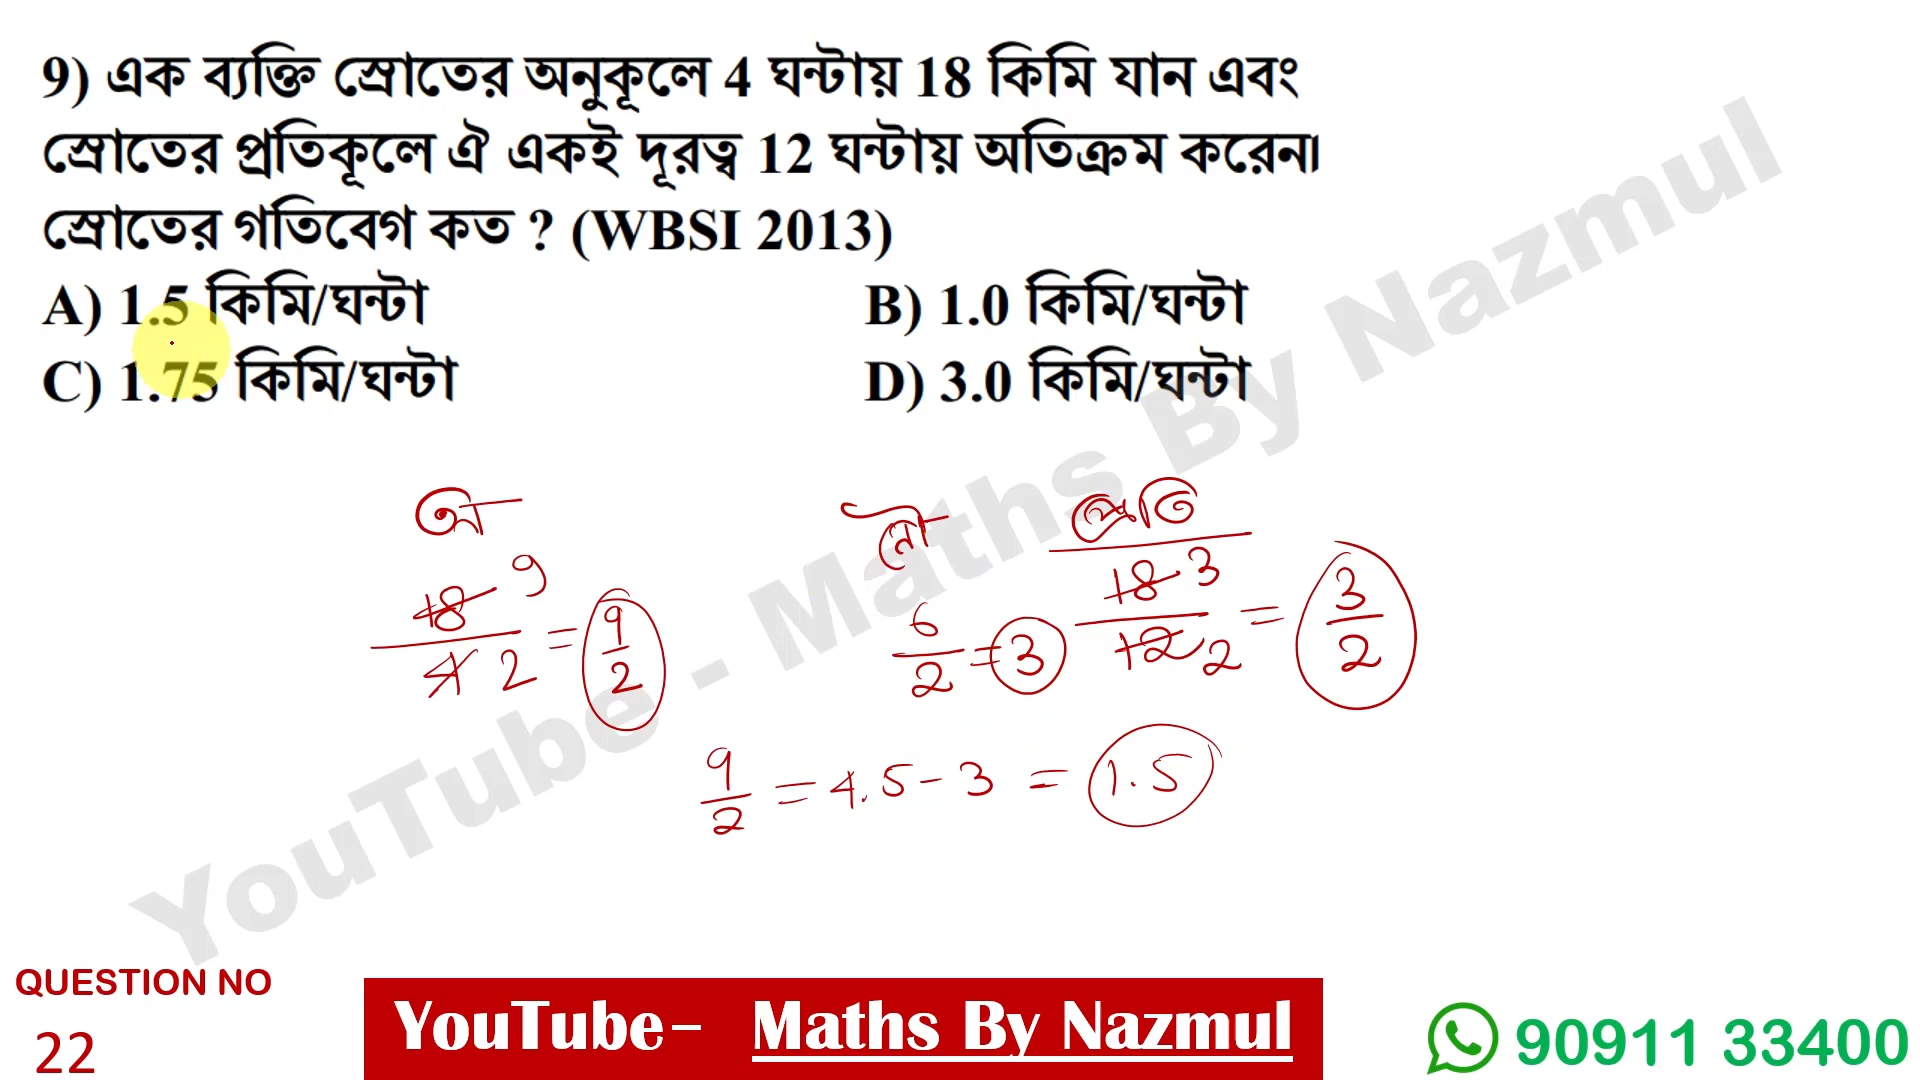 9) এক ব্যক্তি স্রোতের অনুকূলে 4 ঘন্টায় 18 কিমি যান এবং
স্রোতের প্রতিকূলে ঐ একই দূরত্ব 12 ঘন্টায় অতিক্রম করেন।
স্রোতের গতিবেগ কত ? (WBSI 2013)
A) 1.5 কিমি/ঘন্টা B) 1.0 কিমি/ঘন্টা
C) 1.75 কিমি/ঘন্টা D) 3.0 কিমি/ঘন্টা
নৌ প্রতি
18 9 / 4 2 = 9/2
6/2 = 3
18 3 / 12 2 = 3/2
9/2 = 4.5 - 3 = 1.5
YouTube - Maths By Nazmul
QUESTION NO
22
YouTube- Maths By Nazmul
90911 33400